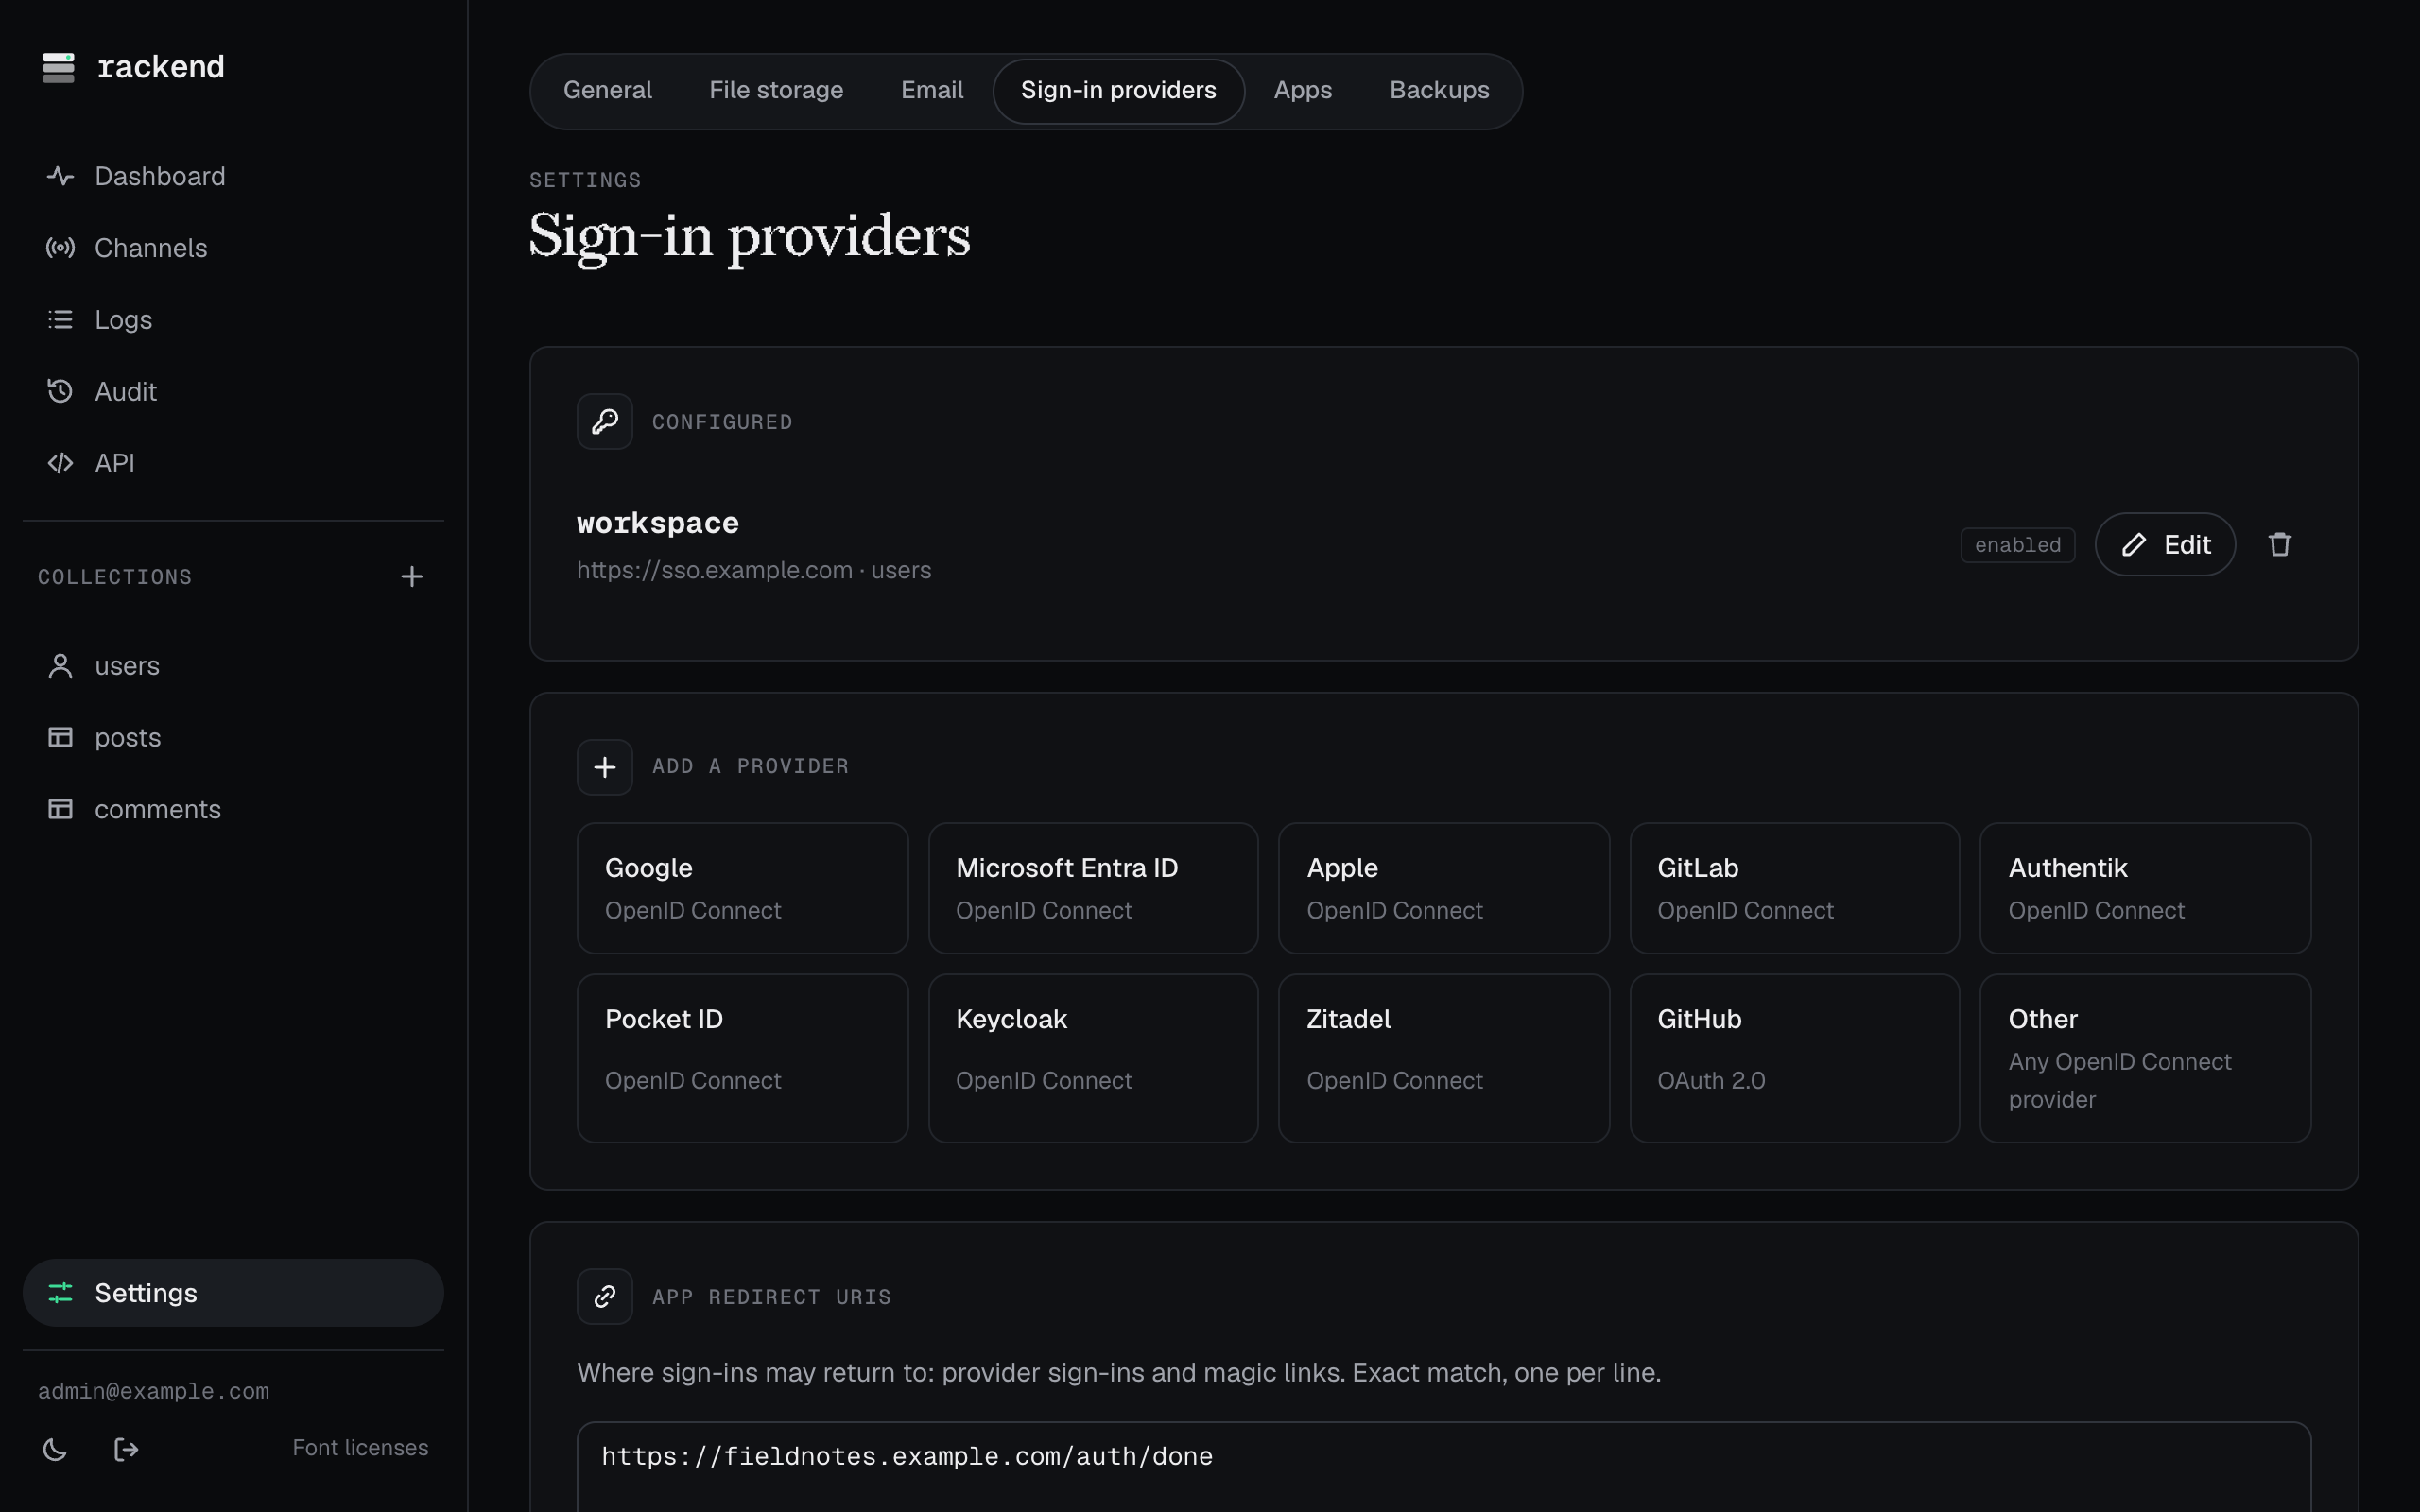 rackend
Dashboard
Channels
Logs
Audit
API
COLLECTIONS
users
posts
comments
Settings
admin@example.com
Font licenses
General File storage Email Sign-in providers Apps Backups
SETTINGS
Sign-in providers
CONFIGURED
workspace
https://sso.example.com · users
enabled
Edit
ADD A PROVIDER
Google
OpenID Connect
Microsoft Entra ID
OpenID Connect
Apple
OpenID Connect
GitLab
OpenID Connect
Authentik
OpenID Connect
Pocket ID
OpenID Connect
Keycloak
OpenID Connect
Zitadel
OpenID Connect
GitHub
OAuth 2.0
Other
Any OpenID Connect
provider
APP REDIRECT URIS
Where sign-ins may return to: provider sign-ins and magic links. Exact match, one per line.
https://fieldnotes.example.com/auth/done